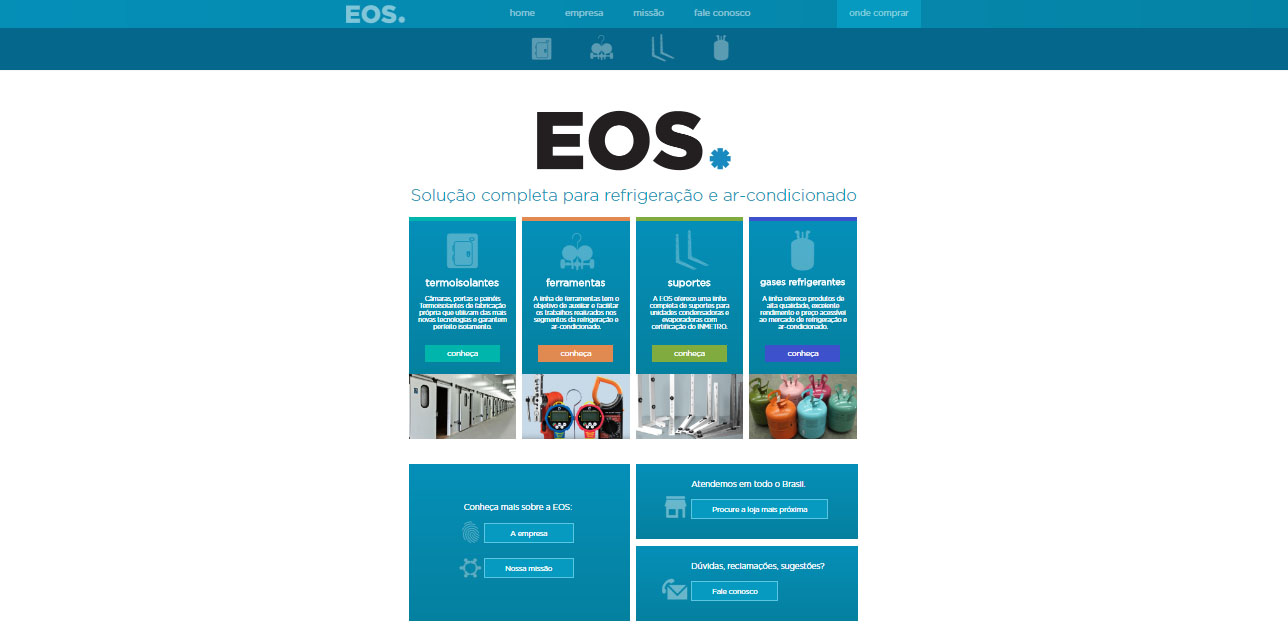 EOS.
home
empresa
missão
fale conosco
onde comprar
EOS.
Solução completa para refrigeração e ar-condicionado
termoisolantes
Câmaras, portas e painéis
Termoisolantes de fabricação
própria que utilizam das mais
novas tecnologias e garantem
perfeito isolamento.
conheça
ferramentas
A linha de ferramentas tem o
objetivo de auxiliar e facilitar
os trabalhos realizados nos
segmentos da refrigeração e
ar-condicionado.
conheça
suportes
A EOS oferece uma linha
completa de suportes para
unidades condensadoras e
evaporadoras com
certificação do INMETRO.
conheça
gases refrigerantes
A linha oferece produtos de
alta qualidade, excelente
rendimento e preço acessível
ao mercado de refrigeração e
ar-condicionado.
conheça
Conheça mais sobre a EOS:
A empresa
Nossa missão
Atendemos em todo o Brasil.
Procure a loja mais próxima
Dúvidas, reclamações, sugestões?
Fale conosco